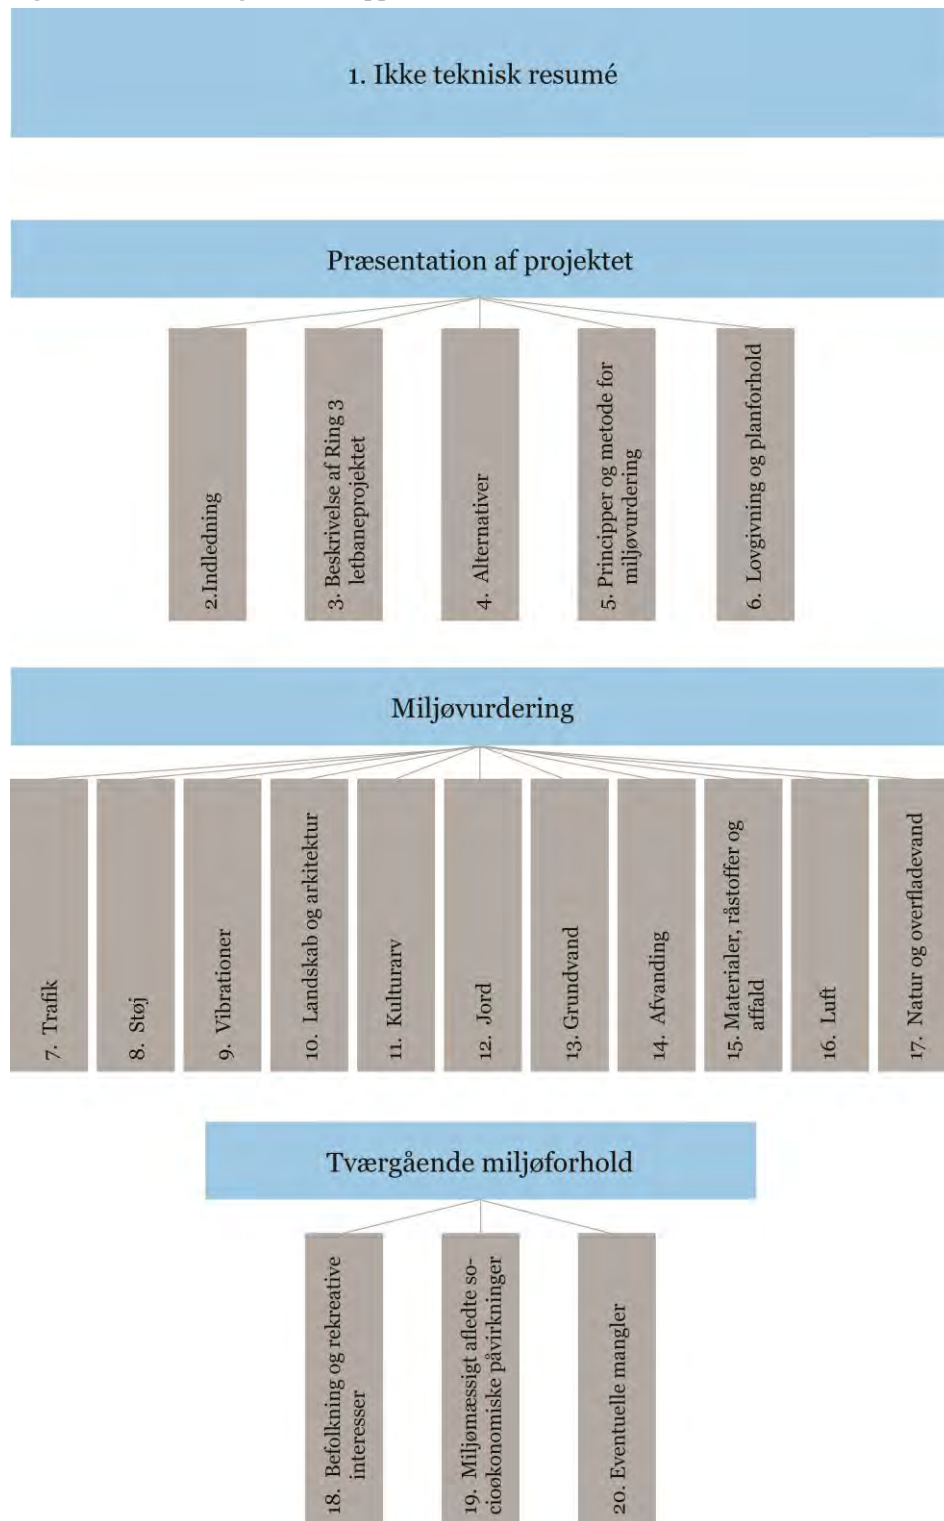 1. Ikke teknisk resumé
Præsentation af projektet
2.Indledning
3. Beskrivelse af Ring 3
letbaneprojektet
4. Alternativer
5. Principper og metode for
miljøvurdering
6. Lovgivning og planforhold
Miljøvurdering
7. Trafik
8. Støj
9. Vibrationer
10. Landskab og arkitektur
11. Kulturarv
12. Jord
13. Grundvand
14. Afvanding
15. Materialer, råstoffer og
affald
16. Luft
17. Natur og overfladevand
Tværgående miljøforhold
18. Befolkning og rekreative
interesser
19. Miljømæssigt afledte so-
cioøkonomiske påvirkninger
20. Eventuelle mangler